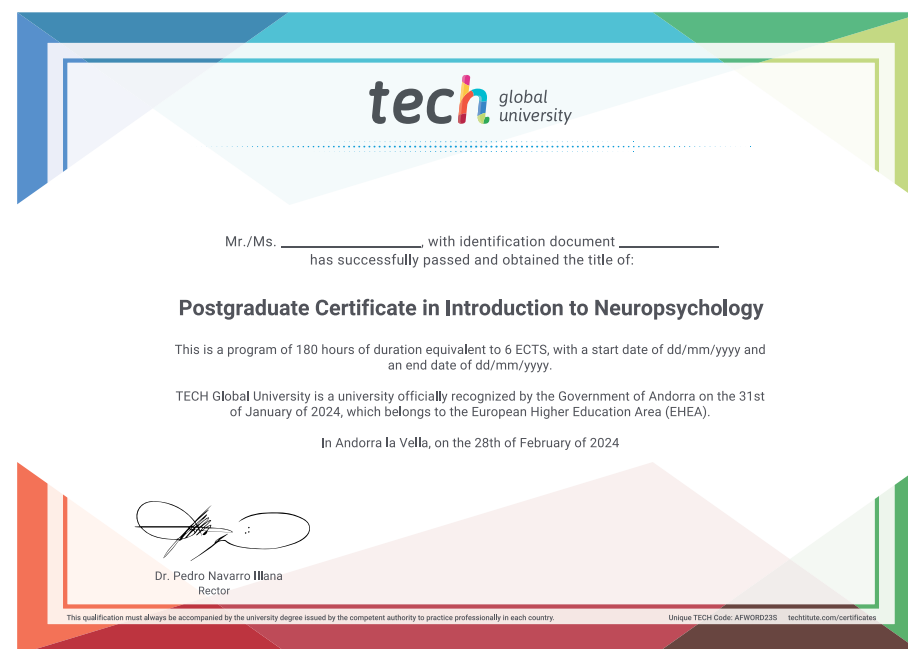 tech global university
Mr./Ms. ____________________, with identification document ______________
has successfully passed and obtained the title of:
Postgraduate Certificate in Introduction to Neuropsychology
This is a program of 180 hours of duration equivalent to 6 ECTS, with a start date of dd/mm/yyyy and
an end date of dd/mm/yyyy.
TECH Global University is a university officially recognized by the Government of Andorra on the 31st
of January of 2024, which belongs to the European Higher Education Area (EHEA).
In Andorra la Vella, on the 28th of February of 2024
Dr. Pedro Navarro Illana
Rector
This qualification must always be accompanied by the university degree issued by the competent authority to practice professionally in each country.
Unique TECH Code: AFWORD23S techtitute.com/certificates